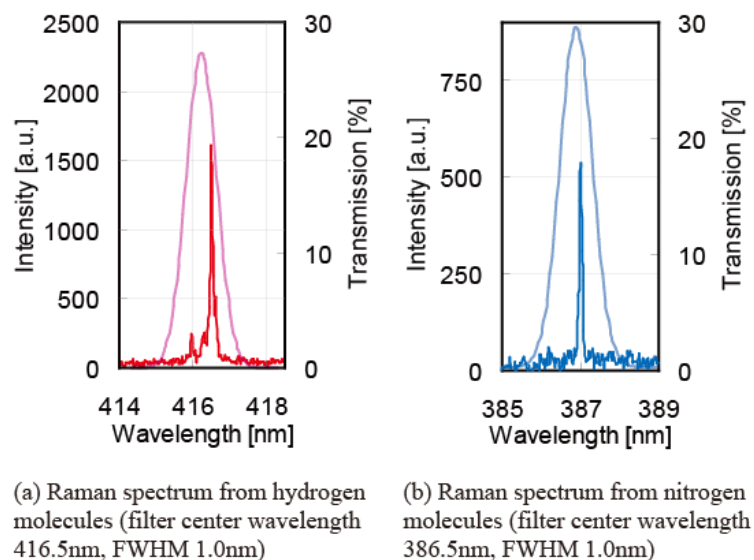 2500
2000
1500
1000
500
0
Intensity [a.u.]
30
20
10
0
Transmission [%]
414 416 418
Wavelength [nm]
750
500
250
0
Intensity [a.u.]
30
20
10
0
Transmission [%]
385 387 389
Wavelength [nm]
(a) Raman spectrum from hydrogen
molecules (filter center wavelength
416.5nm, FWHM 1.0nm)
(b) Raman spectrum from nitrogen
molecules (filter center wavelength
386.5nm, FWHM 1.0nm)